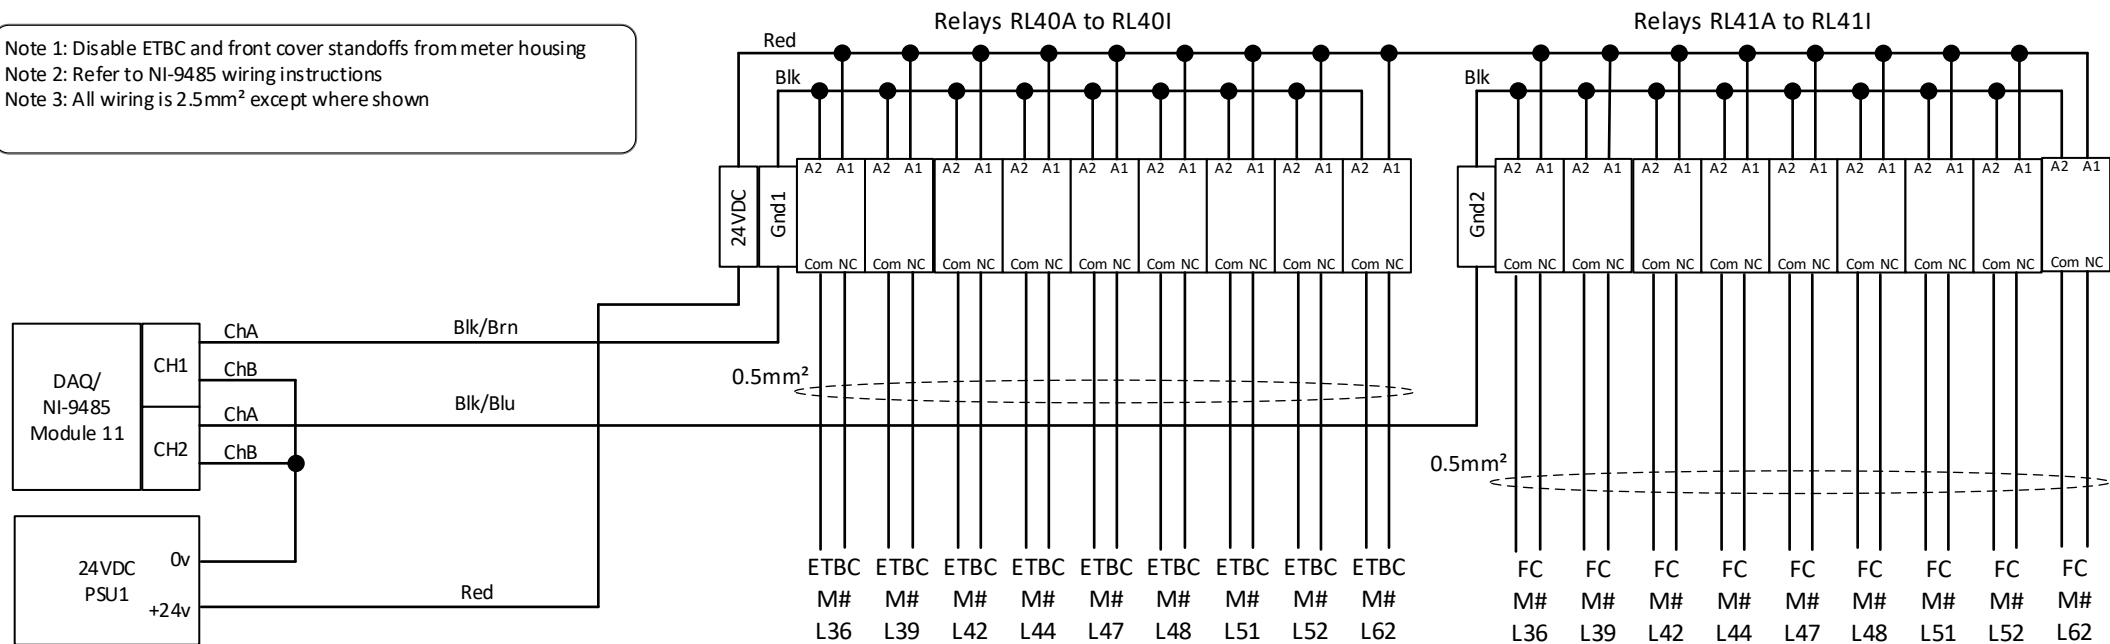 Relays RL40A to RL40I
Relays RL41A to RL41I
Note 1: Disable ETBC and front cover standoffs from meter housing
Note 2: Refer to NI-9485 wiring instructions
Note 3: All wiring is 2.5mm² except where shown
Red
Blk
Blk
24VDC
Gnd1
A2 A1 A2 A1 A2 A1 A2 A1 A2 A1 A2 A1 A2 A1 A2 A1 A2 A1
Com NC Com NC Com NC Com NC Com NC Com NC Com NC Com NC Com NC
Gnd2
A2 A1 A2 A1 A2 A1 A2 A1 A2 A1 A2 A1 A2 A1 A2 A1 A2 A1
Com NC Com NC Com NC Com NC Com NC Com NC Com NC Com NC Com NC
DAQ/
NI-9485
Module 11
CH1
CH2
ChA
ChB
ChA
ChB
Blk/Brn
Blk/Blu
0.5mm²
0.5mm²
24VDC
PSU1
0v
+24v
Red
ETBC ETBC ETBC ETBC ETBC ETBC ETBC ETBC ETBC
M# M# M# M# M# M# M# M# M#
L36 L39 L42 L44 L47 L48 L51 L52 L62
FC FC FC FC FC FC FC FC FC
M# M# M# M# M# M# M# M# M#
L36 L39 L42 L44 L47 L48 L51 L52 L62